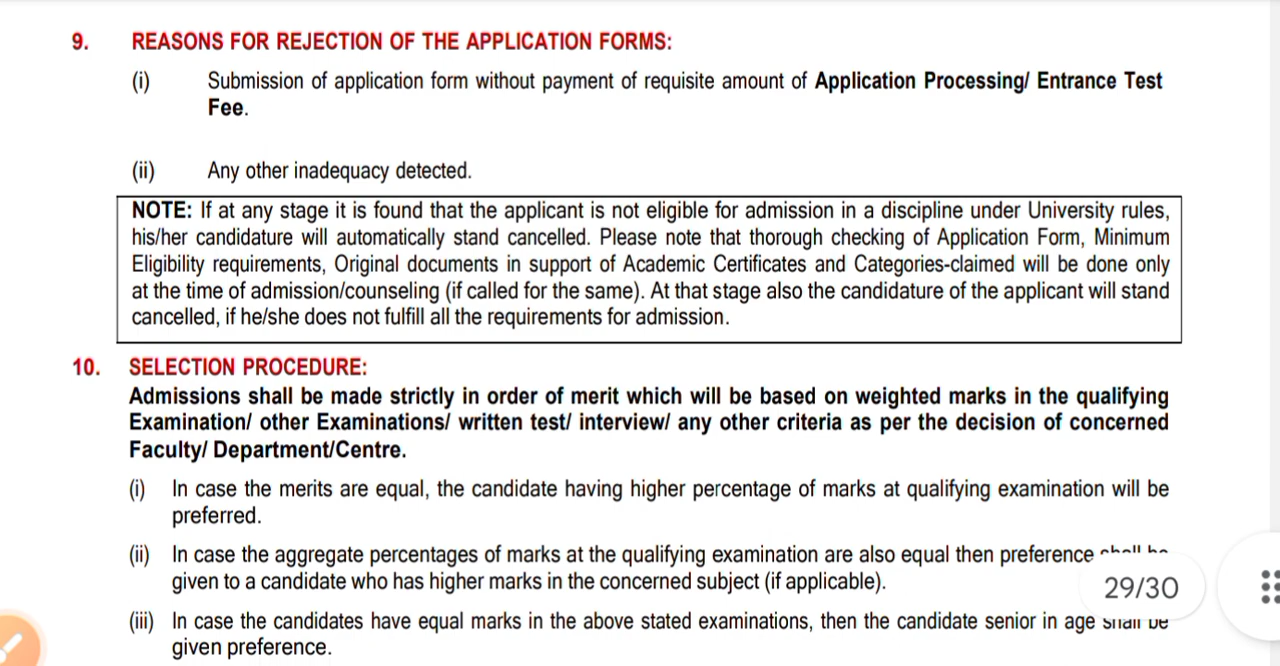 9. REASONS FOR REJECTION OF THE APPLICATION FORMS:
(i) Submission of application form without payment of requisite amount of Application Processing/ Entrance Test
Fee.
(ii) Any other inadequacy detected.
NOTE: If at any stage it is found that the applicant is not eligible for admission in a discipline under University rules,
his/her candidature will automatically stand cancelled. Please note that thorough checking of Application Form, Minimum
Eligibility requirements, Original documents in support of Academic Certificates and Categories-claimed will be done only
at the time of admission/counseling (if called for the same). At that stage also the candidature of the applicant will stand
cancelled, if he/she does not fulfill all the requirements for admission.
10. SELECTION PROCEDURE:
Admissions shall be made strictly in order of merit which will be based on weighted marks in the qualifying
Examination/ other Examinations/ written test/ interview/ any other criteria as per the decision of concerned
Faculty/ Department/Centre.
(i) In case the merits are equal, the candidate having higher percentage of marks at qualifying examination will be
preferred.
(ii) In case the aggregate percentages of marks at the qualifying examination are also equal then preference shall be
given to a candidate who has higher marks in the concerned subject (if applicable).
29/30
(iii) In case the candidates have equal marks in the above stated examinations, then the candidate senior in age shall be
given preference.